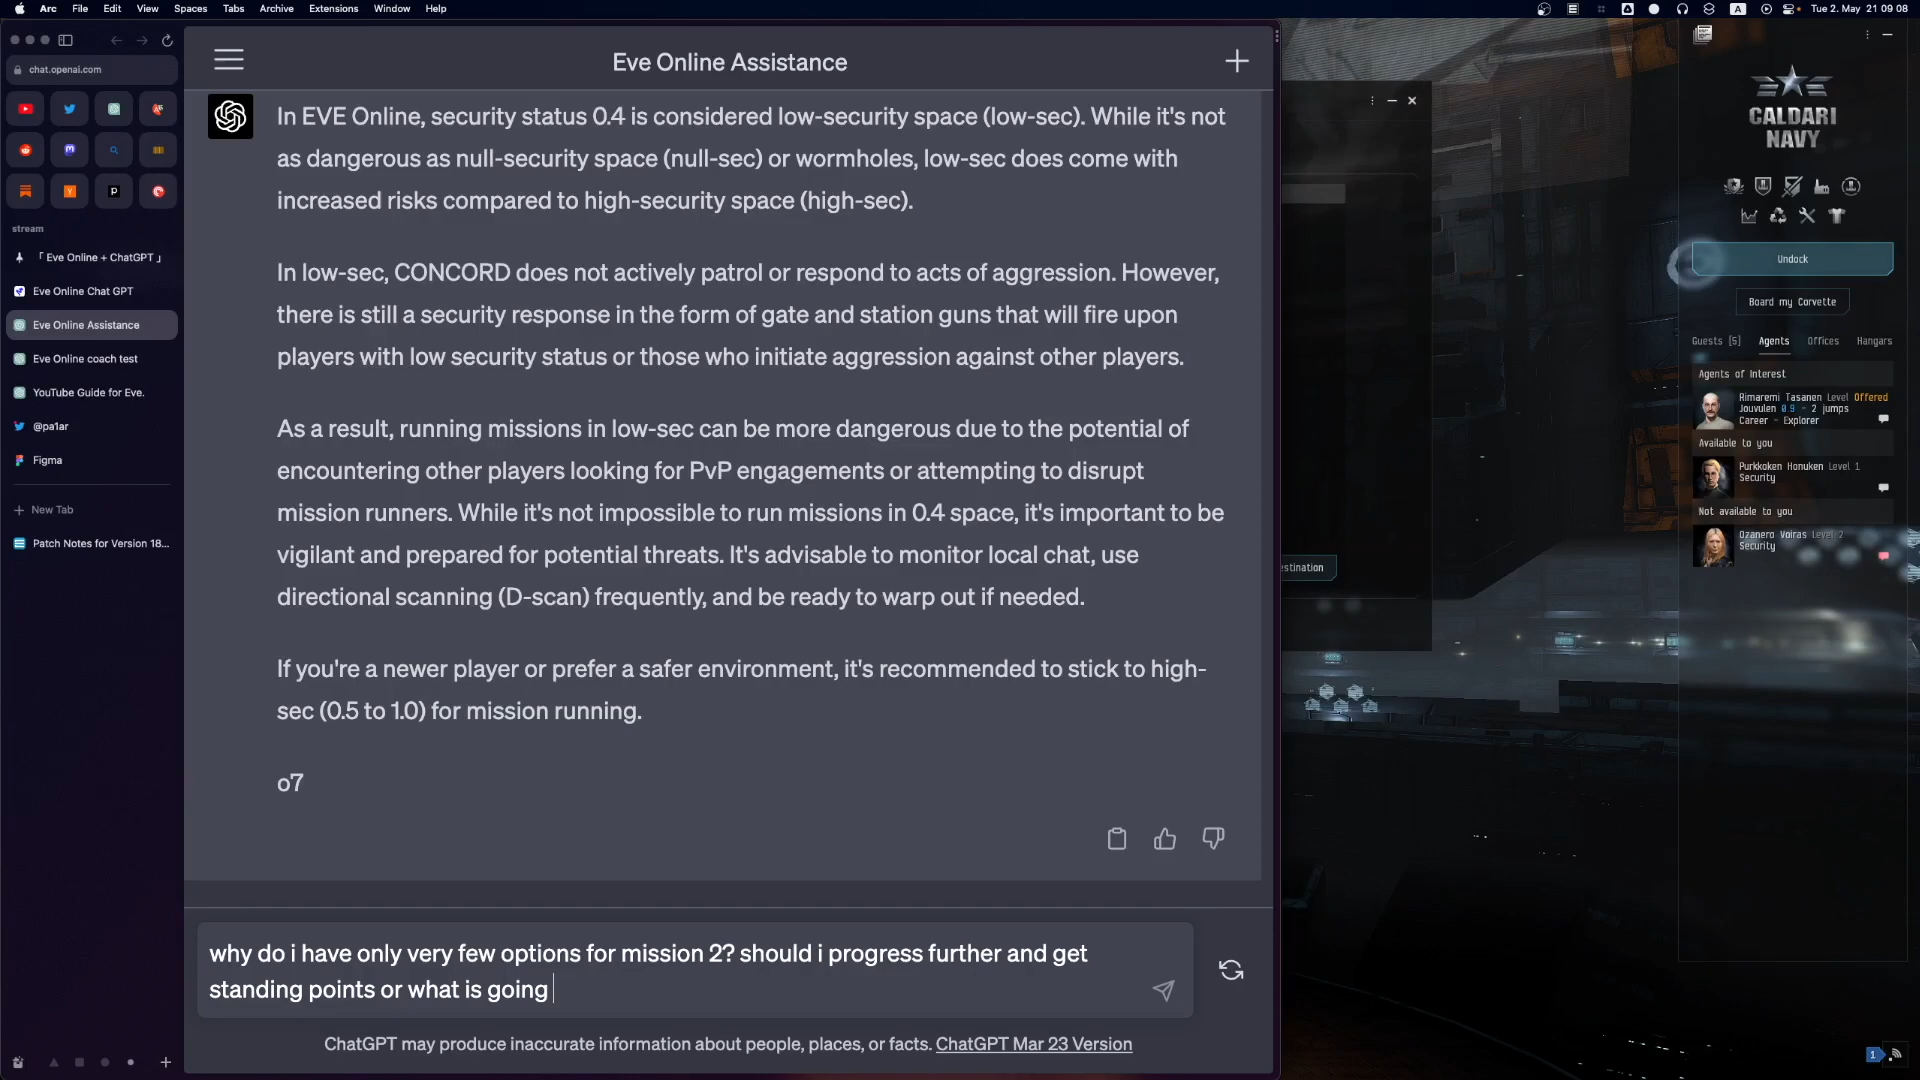 Arc File Edit View Spaces Tabs Archive Extensions Window Help
A
Tue 2. May 21 09 08
chat.openai.com
stream
「 Eve Online + ChatGPT 」
Eve Online Chat GPT
Eve Online Assistance
Eve Online coach test
YouTube Guide for Eve.
@pa1ar
Figma
New Tab
Patch Notes for Version 18...
Eve Online Assistance
In EVE Online, security status 0.4 is considered low-security space (low-sec). While it's not
as dangerous as null-security space (null-sec) or wormholes, low-sec does come with
increased risks compared to high-security space (high-sec).
In low-sec, CONCORD does not actively patrol or respond to acts of aggression. However,
there is still a security response in the form of gate and station guns that will fire upon
players with low security status or those who initiate aggression against other players.
As a result, running missions in low-sec can be more dangerous due to the potential of
encountering other players looking for PvP engagements or attempting to disrupt
mission runners. While it's not impossible to run missions in 0.4 space, it's important to be
vigilant and prepared for potential threats. It's advisable to monitor local chat, use
directional scanning (D-scan) frequently, and be ready to warp out if needed.
If you're a newer player or prefer a safer environment, it's recommended to stick to high-
sec (0.5 to 1.0) for mission running.
o7
why do i have only very few options for mission 2? should i progress further and get
standing points or what is going
ChatGPT may produce inaccurate information about people, places, or facts. ChatGPT Mar 23 Version
estination
CALDARI
NAVY
Undock
Board my Corvette
Guests [5] Agents Offices Hangars
Agents of Interest
Rimaremi Tasanen Level Offered
Jouvulen 0.9 - 2 jumps
Career - Explorer
Available to you
Purkkoken Honuken Level 1
Security
Not available to you
Ozanero Voiras Level 2
Security
1